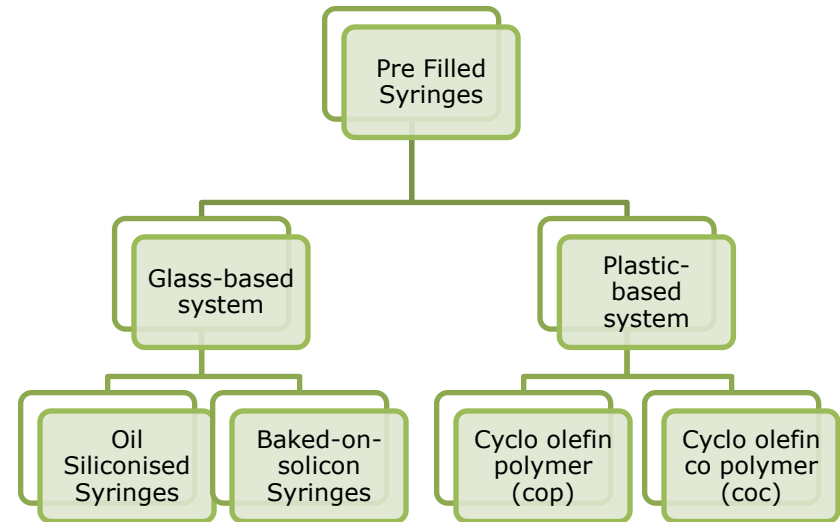 Pre Filled
Syringes
Glass-based
system
Plastic-
based
system
Oil
Siliconised
Syringes
Baked-on-
solicon
Syringes
Cyclo olefin
polymer
(cop)
Cyclo olefin
co polymer
(coc)